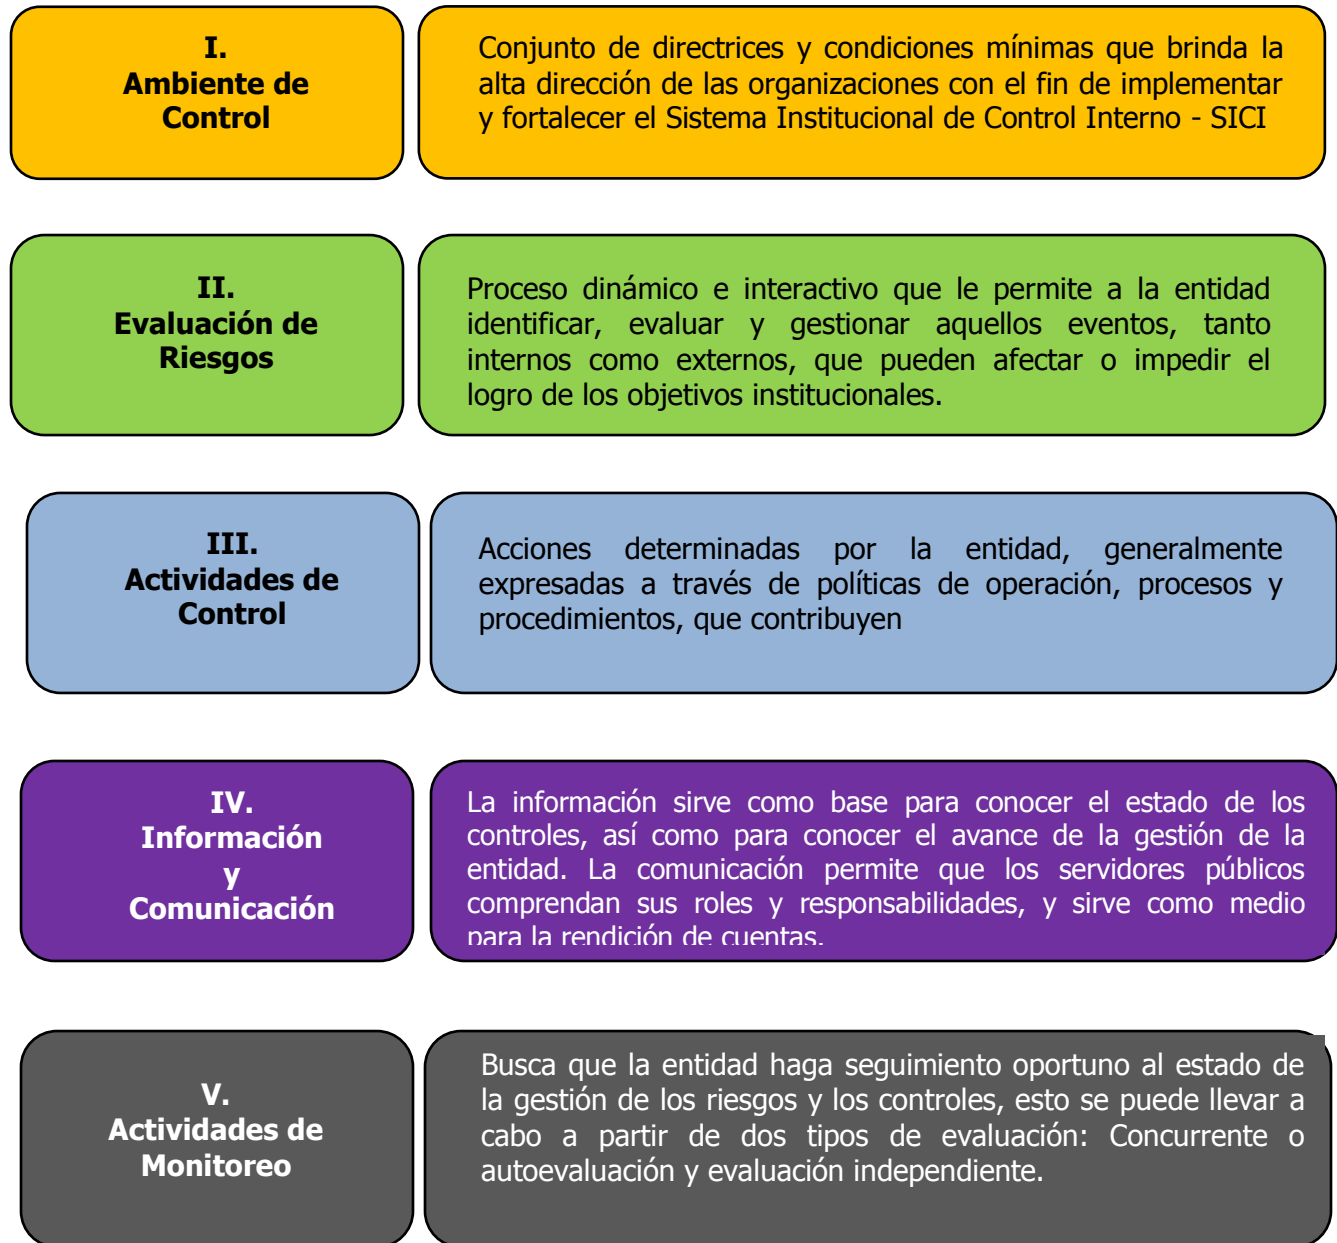 I.
Ambiente de
Control
Conjunto de directrices y condiciones mínimas que brinda la
alta dirección de las organizaciones con el fin de implementar
y fortalecer el Sistema Institucional de Control Interno - SICI
II.
Evaluación de
Riesgos
Proceso dinámico e interactivo que le permite a la entidad
identificar, evaluar y gestionar aquellos eventos, tanto
internos como externos, que pueden afectar o impedir el
logro de los objetivos institucionales.
III.
Actividades de
Control
Acciones determinadas por la entidad, generalmente
expresadas a través de políticas de operación, procesos y
procedimientos, que contribuyen
IV.
Información
y
Comunicación
La información sirve como base para conocer el estado de los
controles, así como para conocer el avance de la gestión de la
entidad. La comunicación permite que los servidores públicos
comprendan sus roles y responsabilidades, y sirve como medio
para la rendición de cuentas.
V.
Actividades de
Monitoreo
Busca que la entidad haga seguimiento oportuno al estado de
la gestión de los riesgos y los controles, esto se puede llevar a
cabo a partir de dos tipos de evaluación: Concurrente o
autoevaluación y evaluación independiente.